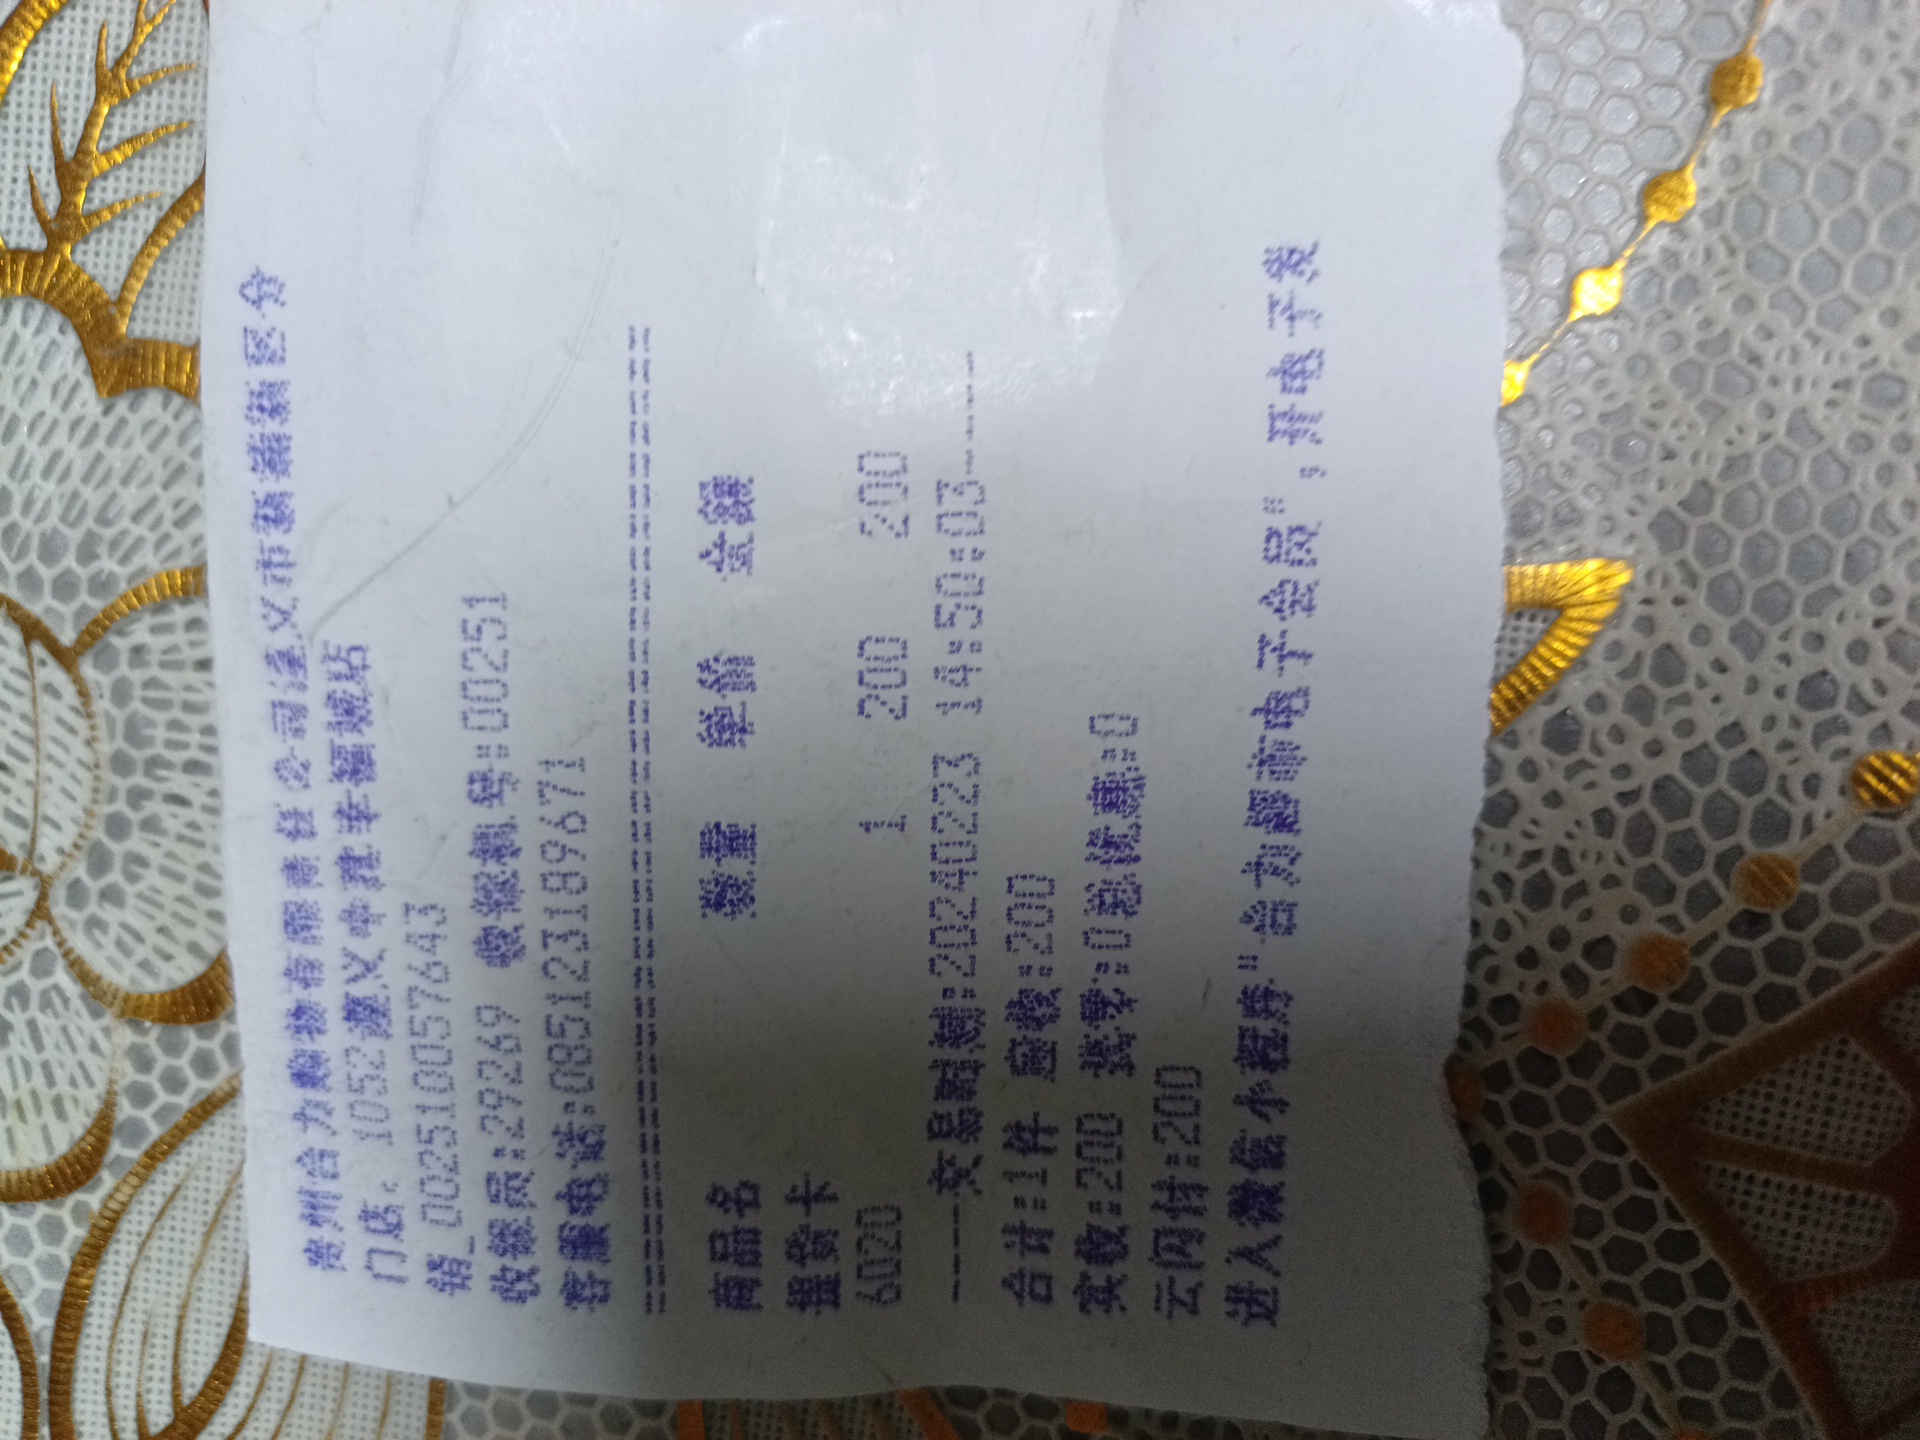 贵州合力购物有限责任公司遵义市新蒲新区分
门店: 1052遵义中建幸福城店
销_0025100057643
收银员:29269 收银机号:00251
客服电话:085123189671
商品名 数量 单价 金额
提货卡
6020 1 200 200
交易时间:20240223 14:50:03
合计:1件 应收:200
实收:200 找零:0 总优惠:0
云闪付:200
进入微信小程序"合力超市电子会员",开电子发